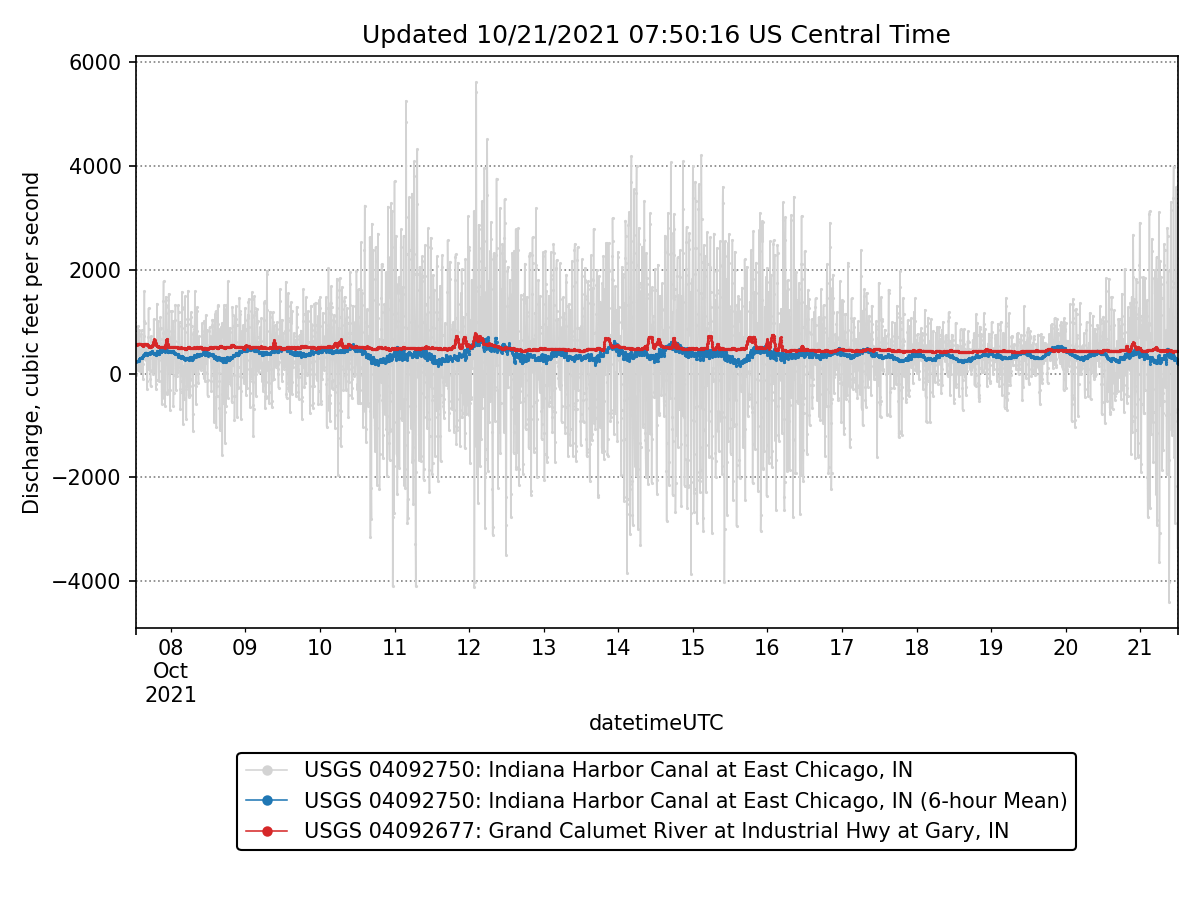 Updated 10/21/2021 07:50:16 US Central Time
6000
4000
2000
0
−2000
−4000
Discharge, cubic feet per second
08 09 10 11 12 13 14 15 16 17 18 19 20 21
Oct
2021
datetimeUTC
USGS 04092750: Indiana Harbor Canal at East Chicago, IN
USGS 04092750: Indiana Harbor Canal at East Chicago, IN (6-hour Mean)
USGS 04092677: Grand Calumet River at Industrial Hwy at Gary, IN